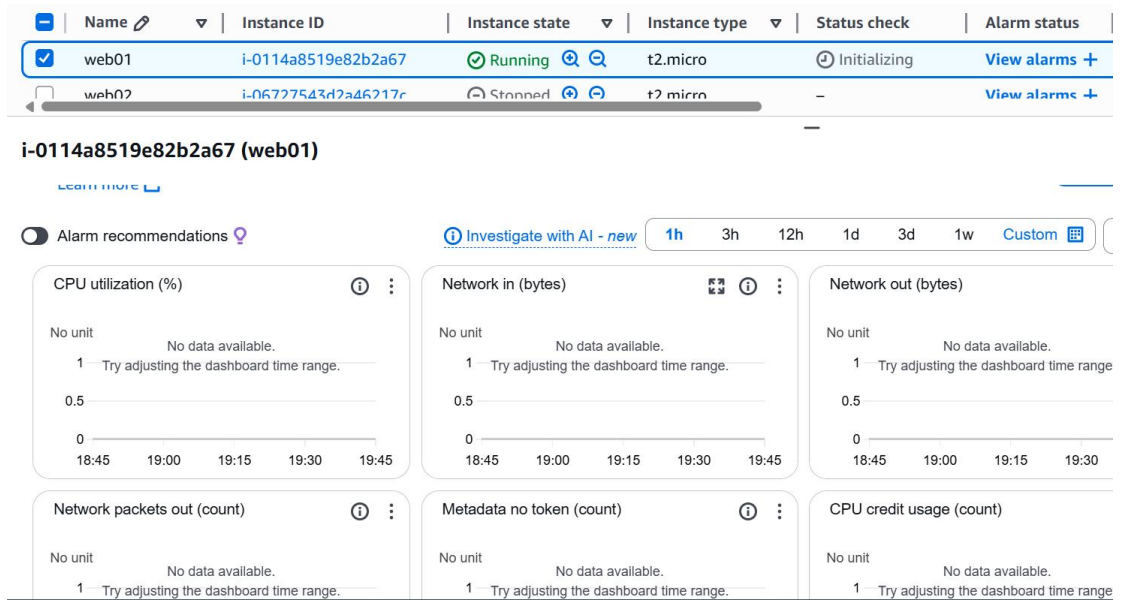 Name Instance ID Instance state Instance type Status check Alarm status
web01 i-0114a8519e82b2a67 Running t2.micro Initializing View alarms +
web02 i-06727543d2a46217c Stopped t2.micro – View alarms +
i-0114a8519e82b2a67 (web01)
Learn more
Alarm recommendations Investigate with AI - new 1h 3h 12h 1d 3d 1w Custom
CPU utilization (%) Network in (bytes) Network out (bytes)
No unit No unit No unit
No data available. No data available. No data available.
1 Try adjusting the dashboard time range. 1 Try adjusting the dashboard time range. 1 Try adjusting the dashboard time range
0.5 0.5 0.5
0 0 0
18:45 19:00 19:15 19:30 19:45 18:45 19:00 19:15 19:30 19:45 18:45 19:00 19:15 19:30
Network packets out (count) Metadata no token (count) CPU credit usage (count)
No unit No unit No unit
No data available. No data available. No data available.
1 Try adjusting the dashboard time range. 1 Try adjusting the dashboard time range. 1 Try adjusting the dashboard time range